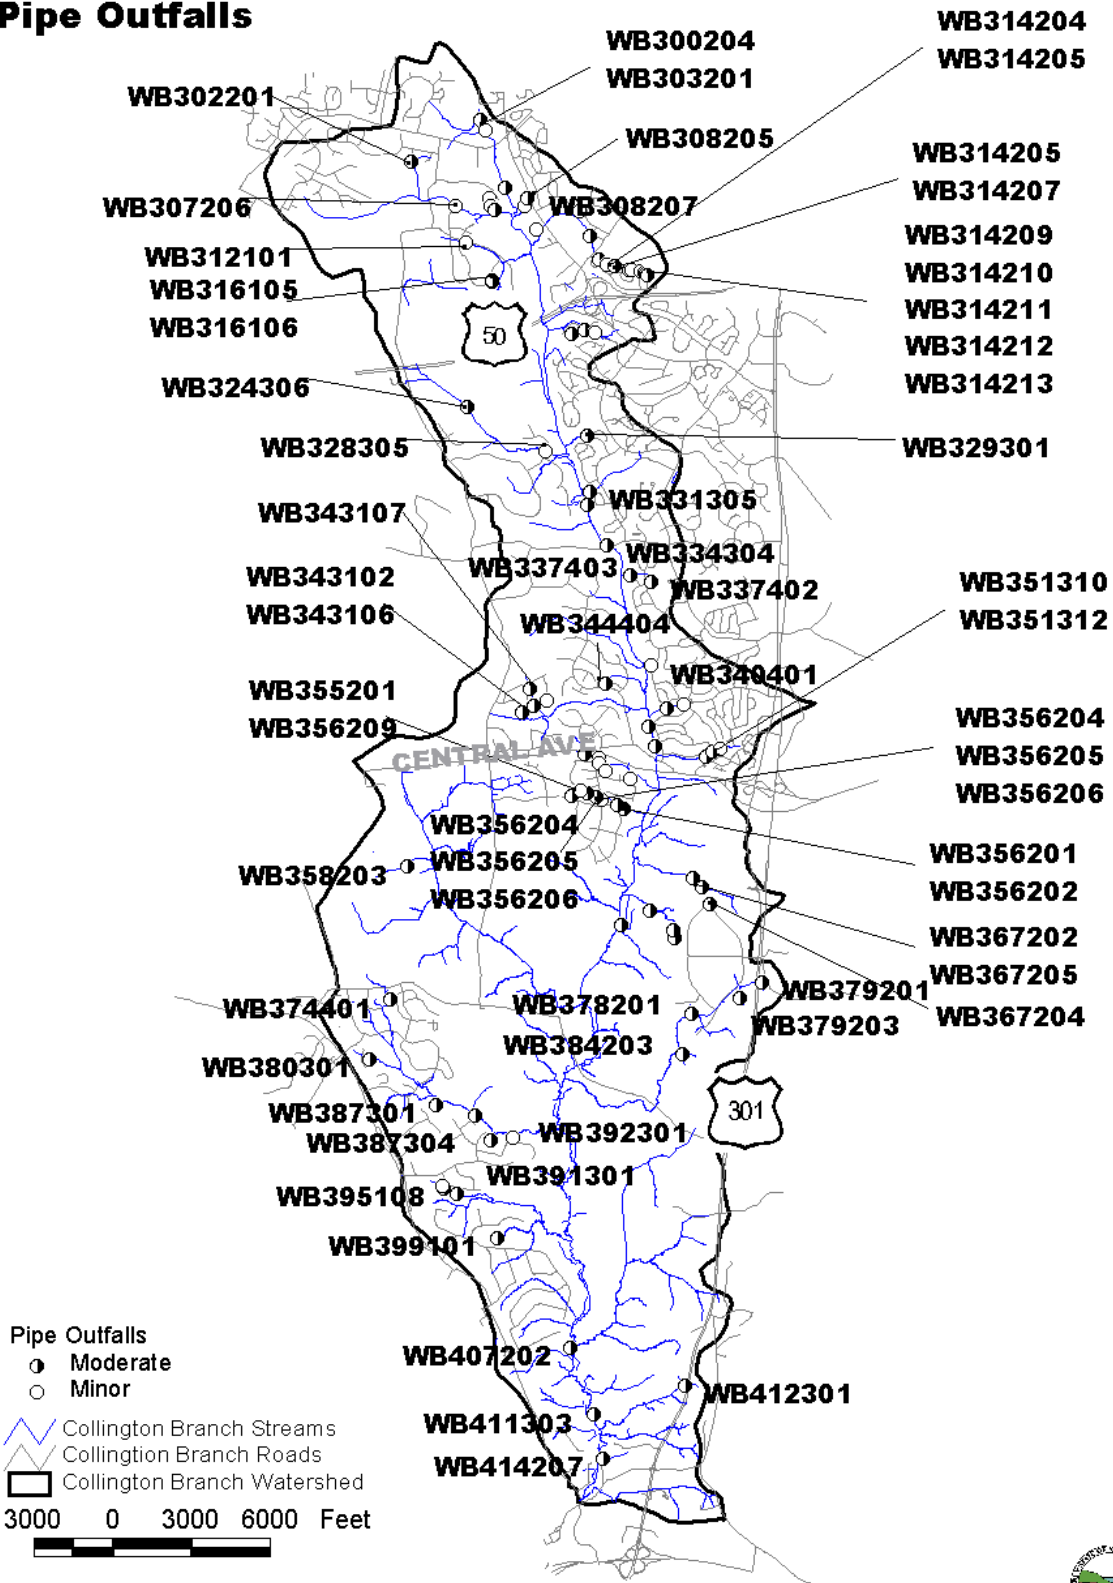 Pipe Outfalls
WB314204
WB314205
WB300204
WB303201
WB302201
WB308205
WB314205
WB314207
WB307206
WB308207
WB314209
WB312101
WB314210
WB316105
WB314211
WB316106
50
WB314212
WB324306
WB314213
WB328305
WB329301
WB331305
WB343107
WB334304
WB337403
WB343102
WB337402
WB351310
WB343106
WB344404
WB351312
WB340401
WB355201
WB356209
WB356204
CENTRAL AVE
WB356205
WB356206
WB356204
WB356201
WB356205
WB358203
WB356202
WB356206
WB367202
WB367205
WB379201
WB374401
WB378201
WB367204
WB379203
WB384203
WB380301
301
WB387301
WB392301
WB387304
WB391301
WB395108
WB399101
Pipe Outfalls
Moderate
WB407202
Minor
WB412301
WB411303
Collington Branch Streams
Collingtion Branch Roads
WB414207
Collington Branch Watershed
3000 0 3000 6000 Feet